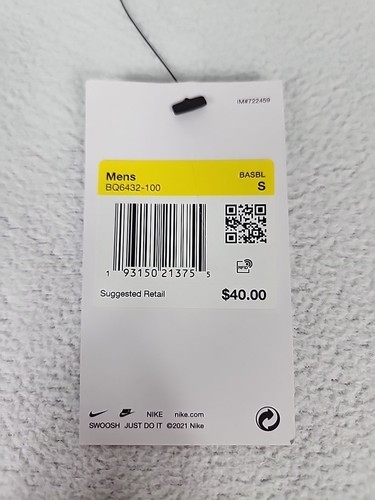 IM#722459
Mens BASBL
BQ6432-100 S
1 93150 21375 5
RFID
Suggested Retail $40.00
NIKE nike.com
SWOOSH JUST DO IT ©2021 Nike